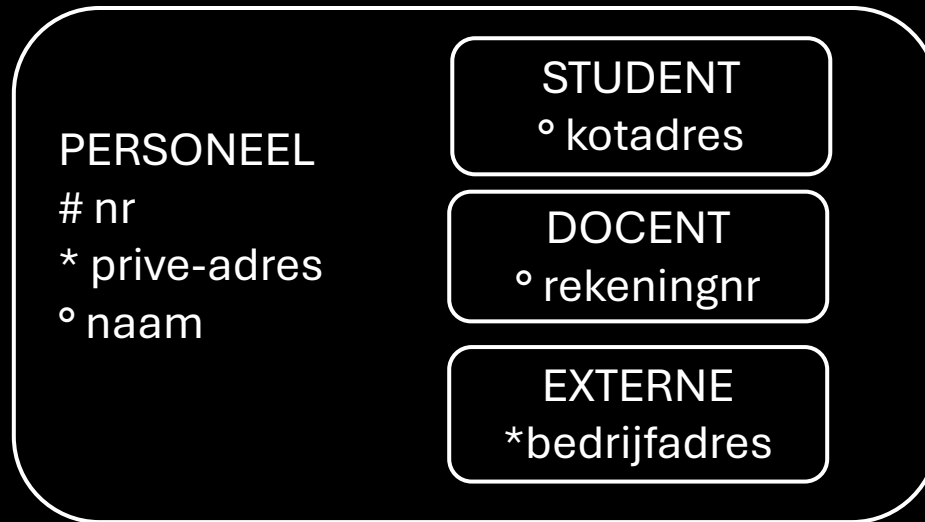 PERSONEEL
# nr
* prive-adres
° naam
STUDENT
° kotadres
DOCENT
° rekeningnr
EXTERNE
*bedrijfadres